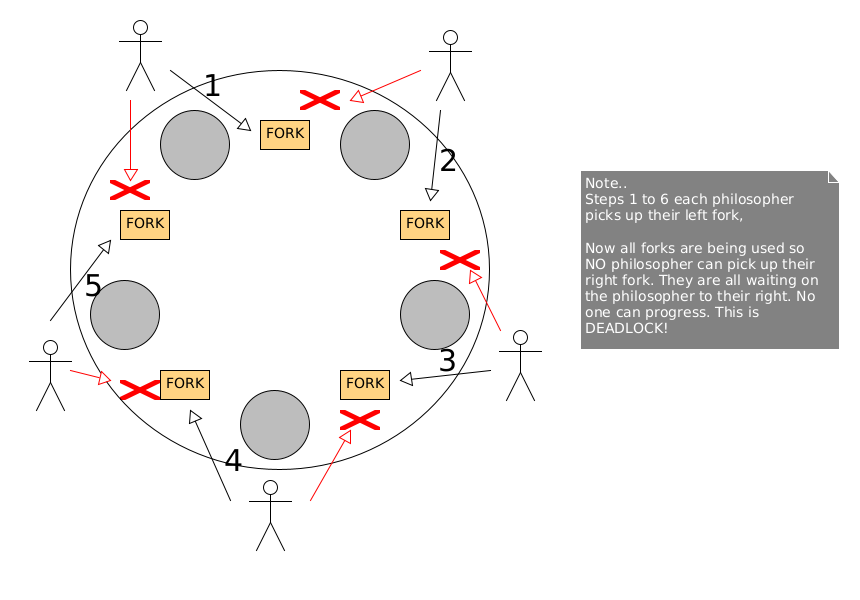 1
FORK
2
FORK
FORK
5
3
FORK
FORK
4
Note..
Steps 1 to 6 each philosopher
picks up their left fork,
Now all forks are being used so
NO philosopher can pick up their
right fork. They are all waiting on
the philosopher to their right. No
one can progress. This is
DEADLOCK!